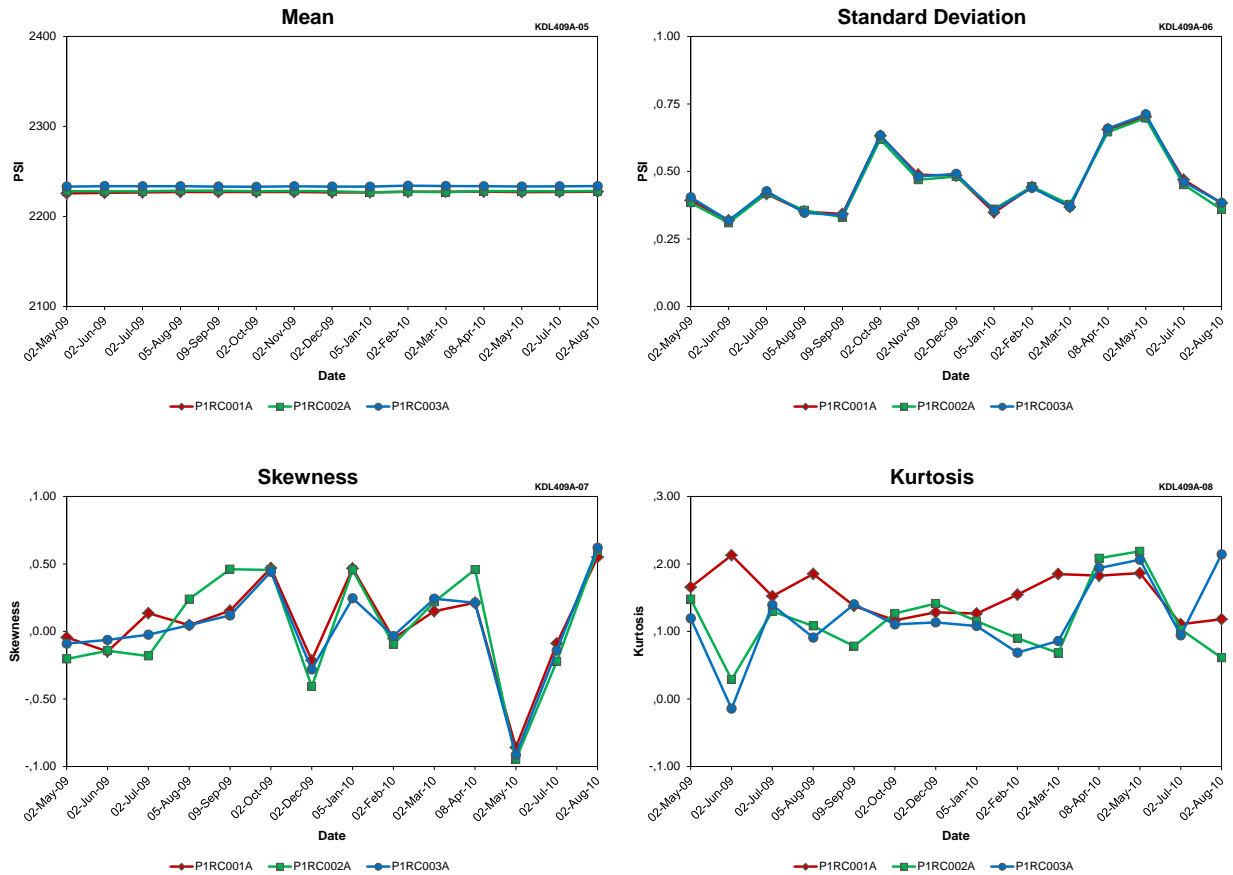 Mean
KDL409A-05
2400
2300
2200
2100
PSI
02-May-09
02-Jun-09
02-Jul-09
05-Aug-09
09-Sep-09
02-Oct-09
02-Nov-09
02-Dec-09
05-Jan-10
02-Feb-10
02-Mar-10
08-Apr-10
02-May-10
02-Jul-10
02-Aug-10
Date
P1RC001A P1RC002A P1RC003A
Standard Deviation
KDL409A-06
,1.00
,0.75
,0.50
,0.25
,0.00
PSI
02-May-09
02-Jun-09
02-Jul-09
05-Aug-09
09-Sep-09
02-Oct-09
02-Nov-09
02-Dec-09
05-Jan-10
02-Feb-10
02-Mar-10
08-Apr-10
02-May-10
02-Jul-10
02-Aug-10
Date
P1RC001A P1RC002A P1RC003A
Skewness
KDL409A-07
,1.00
,0.50
,0.00
-,0.50
-,1.00
Skewness
02-May-09
02-Jun-09
02-Jul-09
05-Aug-09
09-Sep-09
02-Oct-09
02-Dec-09
05-Jan-10
02-Feb-10
02-Mar-10
08-Apr-10
02-May-10
02-Jul-10
02-Aug-10
Date
P1RC001A P1RC002A P1RC003A
Kurtosis
KDL409A-08
,3.00
,2.00
,1.00
,0.00
-,1.00
Kurtosis
02-May-09
02-Jun-09
02-Jul-09
05-Aug-09
09-Sep-09
02-Oct-09
02-Dec-09
05-Jan-10
02-Feb-10
02-Mar-10
08-Apr-10
02-May-10
02-Jul-10
02-Aug-10
Date
P1RC001A P1RC002A P1RC003A